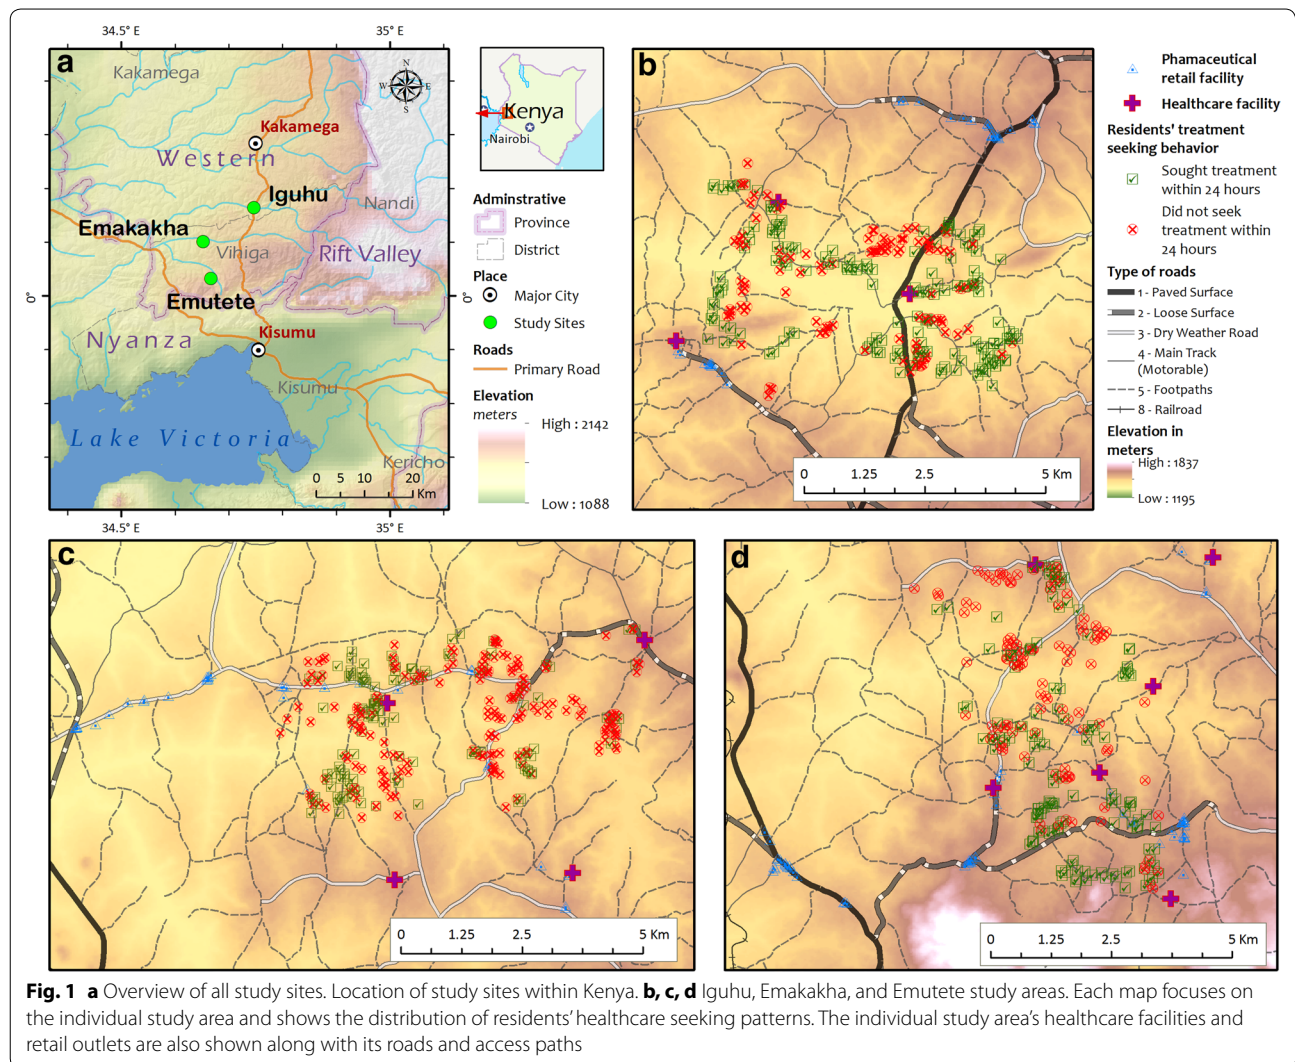 34.5° E
35° E
a
Kakamega
N
W
E
S
Kakamega
Western
Iguhu
Nandi
Emakakha
Vihiga
Rift Valley
0°
0°
Emutete
Nyanza
Kisumu
Kisumu
Lake Victoria
Kericho
0 5 10 20
Km
34.5° E
35° E
Kenya
Nairobi
Adminstrative
Province
District
Place
Major City
Study Sites
Roads
Primary Road
Elevation
meters
High : 2142
Low : 1088
b
0 1.25 2.5 5 Km
Phamaceutical
retail facility
Healthcare facility
Residents' treatment
seeking behavior
Sought treatment
within 24 hours
Did not seek
treatment within
24 hours
Type of roads
1 - Paved Surface
2 - Loose Surface
3 - Dry Weather Road
4 - Main Track
(Motorable)
5 - Footpaths
8 - Railroad
Elevation in
meters
High : 1837
Low : 1195
c
0 1.25 2.5 5 Km
d
0 1.25 2.5 5 Km
Fig. 1 a Overview of all study sites. Location of study sites within Kenya. b, c, d Iguhu, Emakakha, and Emutete study areas. Each map focuses on
the individual study area and shows the distribution of residents' healthcare seeking patterns. The individual study area's healthcare facilities and
retail outlets are also shown along with its roads and access paths